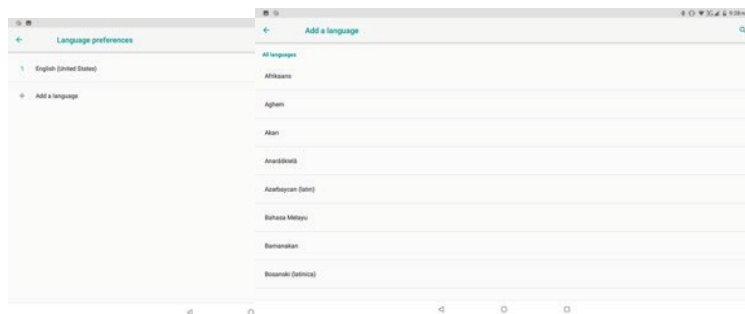 Language preferences
1 English (United States)
+ Add a language
Add a language
All languages
Afrikaans
Aghem
Akan
Anarâškielâ
Azərbaycan (latın)
Bahasa Melayu
Bamanakan
Bosanski (latinica)